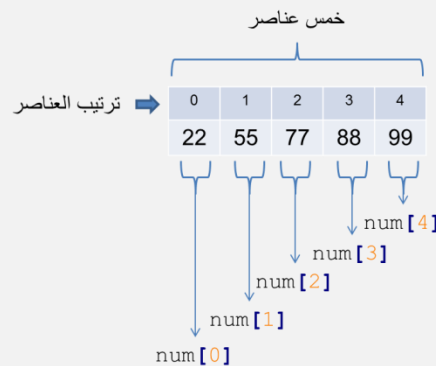 خمس عناصر
ترتيب العناصر
0 1 2 3 4
22 55 77 88 99
num[4]
num[3]
num[2]
num[1]
num[0]